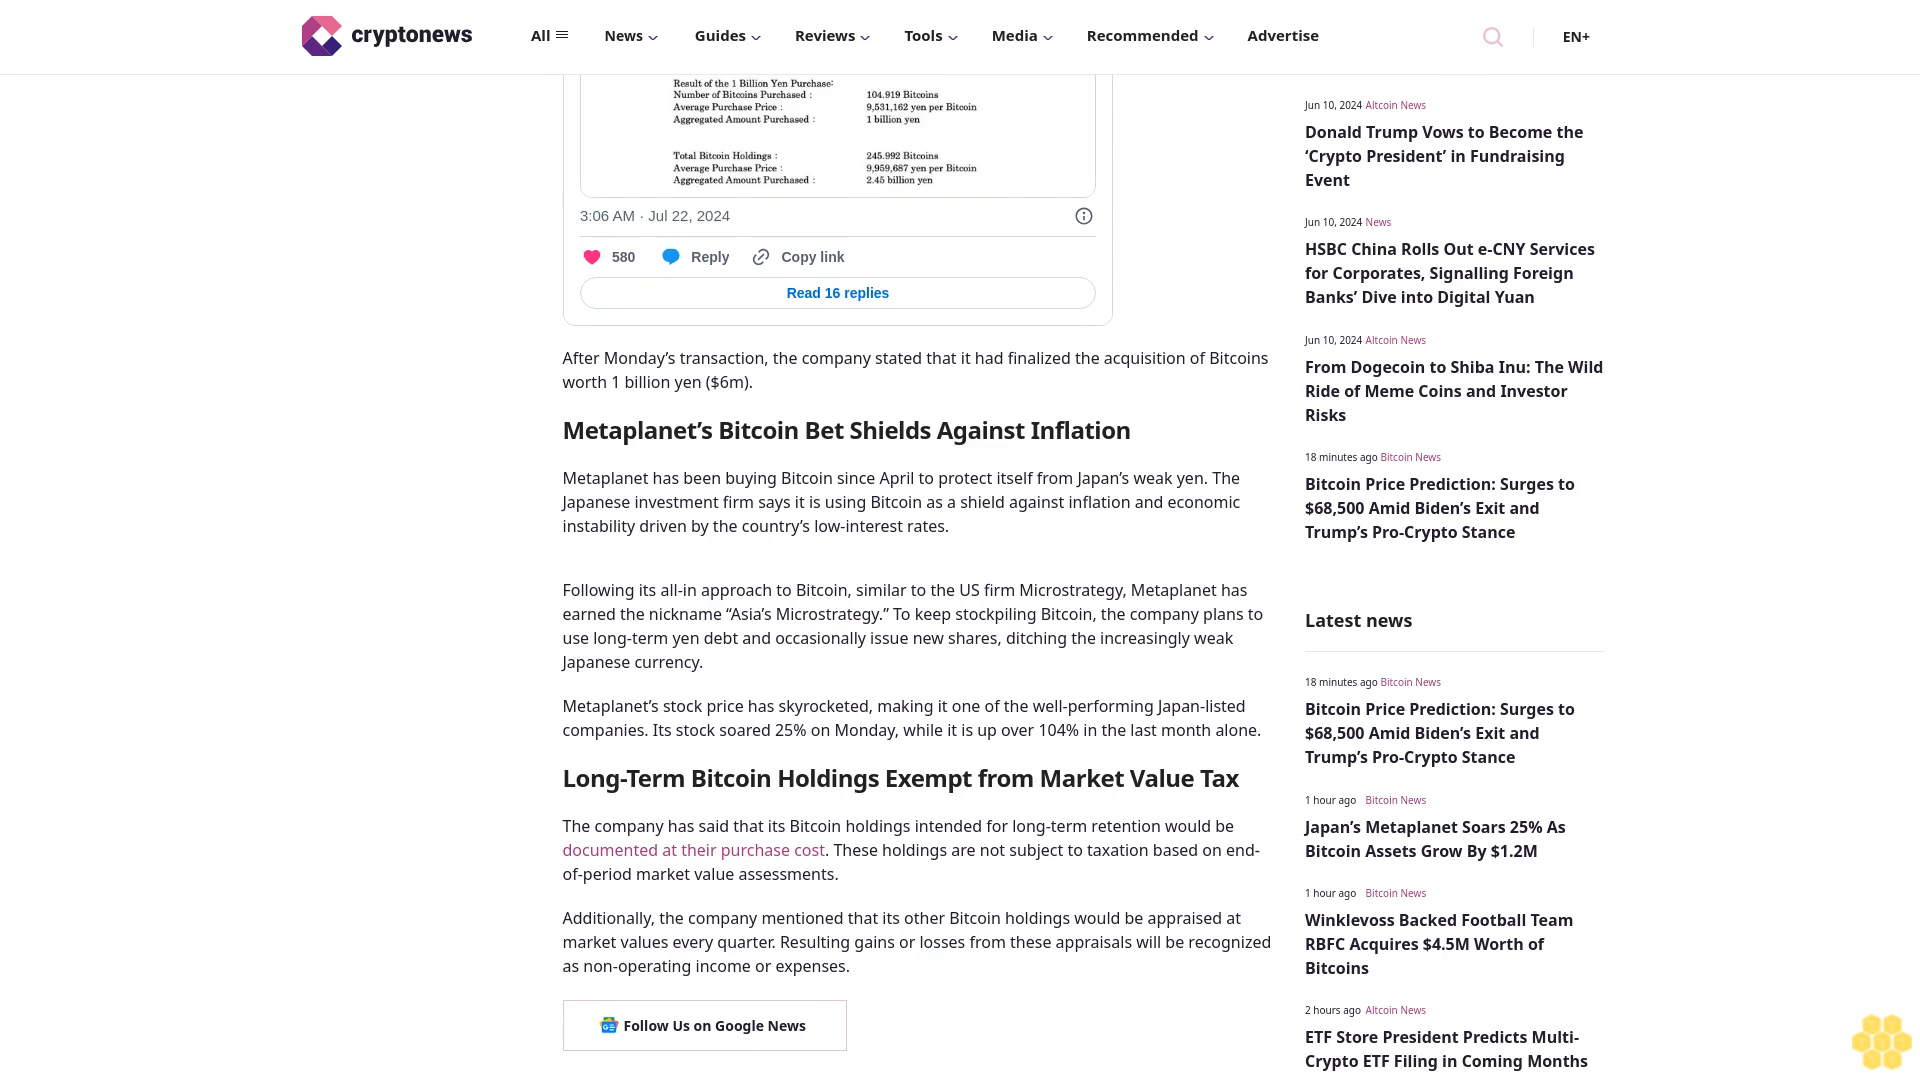 cryptonews
All
News
Guides
Reviews
Tools
Media
Recommended
Advertise
EN+
Result of the 1 Billion Yen Purchase:
Number of Bitcoins Purchased : 104.919 Bitcoins
Average Purchase Price : 9,531,162 yen per Bitcoin
Aggregated Amount Purchased : 1 billion yen
Total Bitcoin Holdings : 245.992 Bitcoins
Average Purchase Price : 9,959,687 yen per Bitcoin
Aggregated Amount Purchased : 2.45 billion yen
3:06 AM · Jul 22, 2024
580 Reply Copy link
Read 16 replies
After Monday’s transaction, the company stated that it had finalized the acquisition of Bitcoins
worth 1 billion yen ($6m).
Metaplanet’s Bitcoin Bet Shields Against Inflation
Metaplanet has been buying Bitcoin since April to protect itself from Japan’s weak yen. The
Japanese investment firm says it is using Bitcoin as a shield against inflation and economic
instability driven by the country’s low-interest rates.
Following its all-in approach to Bitcoin, similar to the US firm Microstrategy, Metaplanet has
earned the nickname “Asia’s Microstrategy.” To keep stockpiling Bitcoin, the company plans to
use long-term yen debt and occasionally issue new shares, ditching the increasingly weak
Japanese currency.
Metaplanet’s stock price has skyrocketed, making it one of the well-performing Japan-listed
companies. Its stock soared 25% on Monday, while it is up over 104% in the last month alone.
Long-Term Bitcoin Holdings Exempt from Market Value Tax
The company has said that its Bitcoin holdings intended for long-term retention would be
documented at their purchase cost. These holdings are not subject to taxation based on end-
of-period market value assessments.
Additionally, the company mentioned that its other Bitcoin holdings would be appraised at
market values every quarter. Resulting gains or losses from these appraisals will be recognized
as non-operating income or expenses.
Follow Us on Google News
Jun 10, 2024 Altcoin News
Donald Trump Vows to Become the
‘Crypto President’ in Fundraising
Event
Jun 10, 2024 News
HSBC China Rolls Out e-CNY Services
for Corporates, Signalling Foreign
Banks’ Dive into Digital Yuan
Jun 10, 2024 Altcoin News
From Dogecoin to Shiba Inu: The Wild
Ride of Meme Coins and Investor
Risks
18 minutes ago Bitcoin News
Bitcoin Price Prediction: Surges to
$68,500 Amid Biden’s Exit and
Trump’s Pro-Crypto Stance
Latest news
18 minutes ago Bitcoin News
Bitcoin Price Prediction: Surges to
$68,500 Amid Biden’s Exit and
Trump’s Pro-Crypto Stance
1 hour ago Bitcoin News
Japan’s Metaplanet Soars 25% As
Bitcoin Assets Grow By $1.2M
1 hour ago Bitcoin News
Winklevoss Backed Football Team
RBFC Acquires $4.5M Worth of
Bitcoins
2 hours ago Altcoin News
ETF Store President Predicts Multi-
Crypto ETF Filing in Coming Months